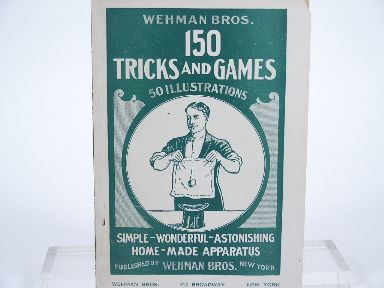 WEHMAN BROS.
150
TRICKS AND GAMES
50 ILLUSTRATIONS
SIMPLE-WONDERFUL-ASTONISHING
HOME-MADE APPARATUS
PUBLISHED BY WEHMAN BROS. NEW YORK
WEHMAN BROS. 712 BROADWAY NEW YORK